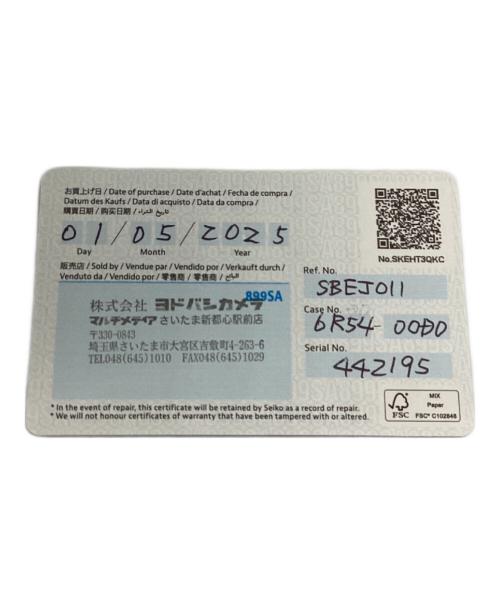 お買上げ日 / Date of purchase / Date d'achat / Fecha de compra /
Datum des Kaufs / Data di acquisto / Data da compra /
購買日期 / 购买日期 / تاريخ الشراء
01/05/2025
Day Month Year
No.SKEHT3QKC
販売店 / Sold by / Vendue par / Vendido por / Verkauft durch /
Venduto da / Vendido por / 零售商 / 零售商 / البائع
899SA
株式会社 ヨドバシカメラ
マルチメディア さいたま新都心駅前店
〒330-0843
埼玉県さいたま市大宮区吉敷町4-263-6
TEL048(645)1010 FAX048(645)1029
Ref. No.
SBEJ011
Case No.
6R54-00D0
Serial No.
442195
* In the event of repair, this certificate will be retained by Seiko as a record of repair.
* We will not honour certificates of warranty that have been tampered with or altered.
FSC
MIX
Paper
FSC® C102848